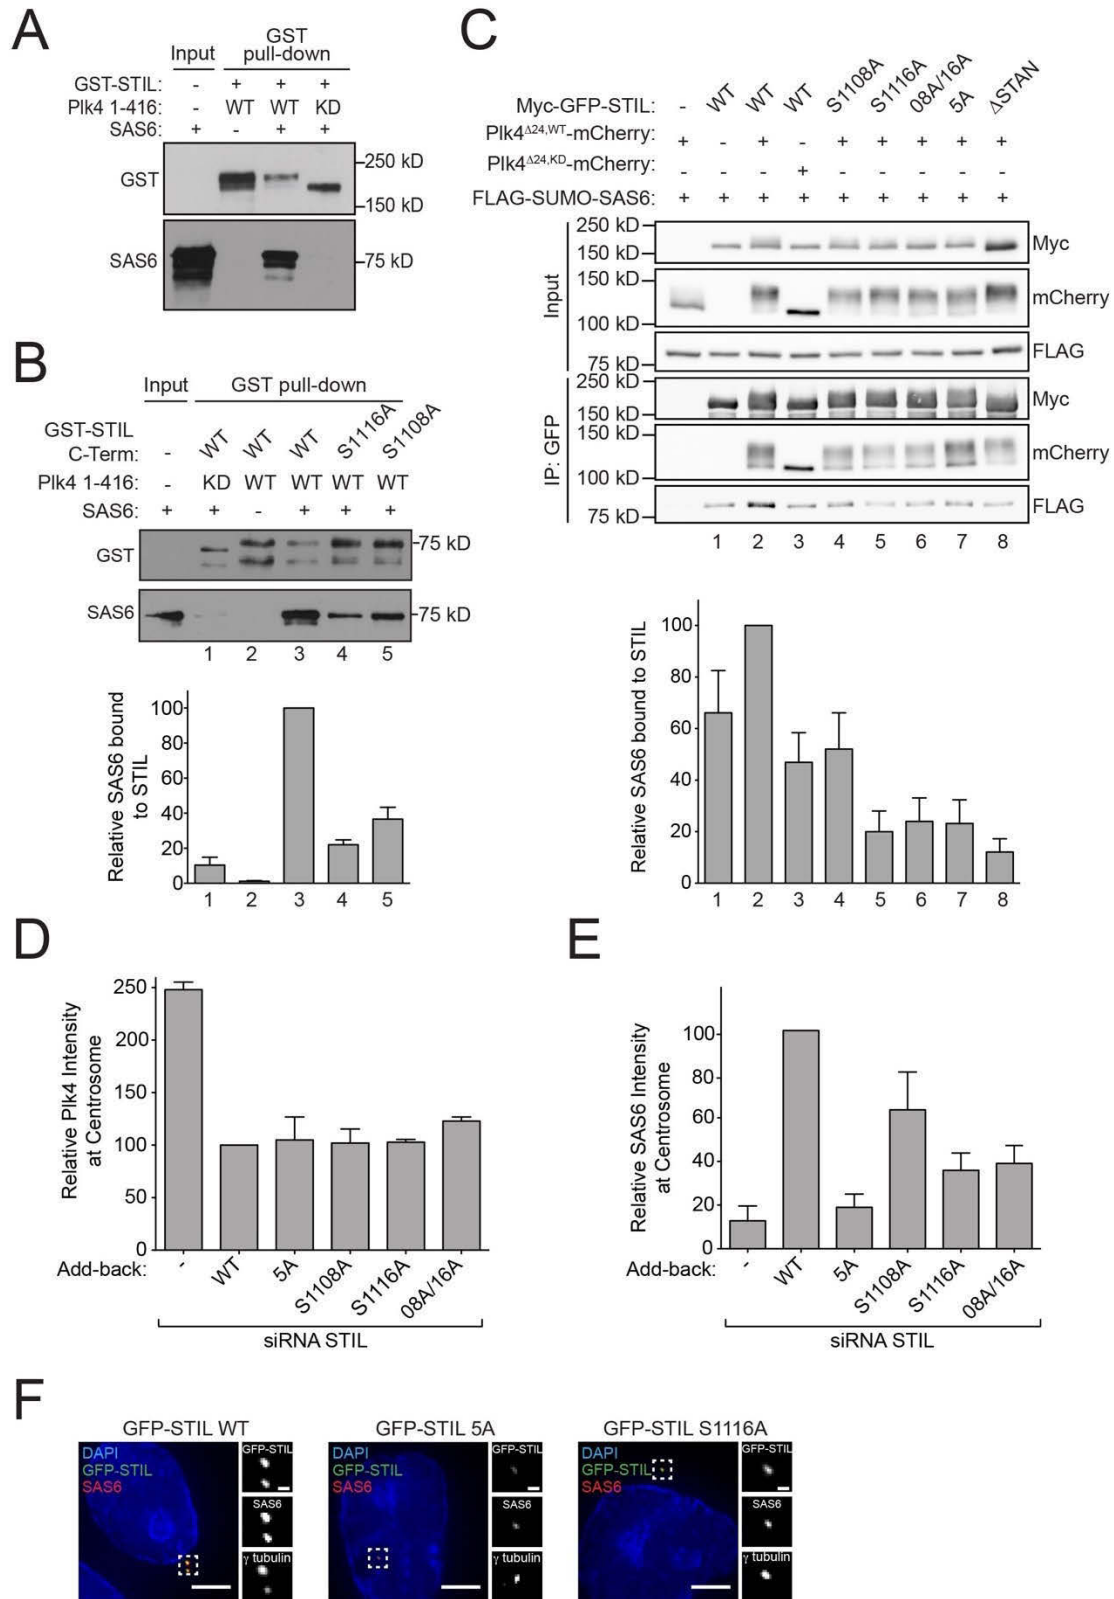 A
Input
GST
pull-down
GST-STIL: - + + +
Plk4 1-416: - WT WT KD
SAS6: + - + +
GST
-250 kD
-150 kD
SAS6
-75 kD
B
Input
GST pull-down
GST-STIL
C-Term: - WT WT WT S1116A S1108A
Plk4 1-416: - KD WT WT WT WT
SAS6: + + - + + +
GST
-75 kD
SAS6
-75 kD
1 2 3 4 5
Relative SAS6 bound
to STIL
100
80
60
40
20
0
1 2 3 4 5
C
Myc-GFP-STIL: - WT WT WT S1108A S1116A 08A/16A 5A ΔSTAN
Plk4Δ24,WT-mCherry: + - + - + + + + +
Plk4Δ24,KD-mCherry: - - - + - - - - -
FLAG-SUMO-SAS6: + + + + + + + + +
Input
250 kD
150 kD
Myc
150 kD
100 kD
mCherry
75 kD
FLAG
IP: GFP
250 kD
150 kD
Myc
150 kD
100 kD
mCherry
75 kD
FLAG
1 2 3 4 5 6 7 8
Relative SAS6 bound to STIL
100
80
60
40
20
0
1 2 3 4 5 6 7 8
D
Relative Plk4 Intensity
at Centrosome
250
200
150
100
50
0
Add-back: - WT 5A S1108A S1116A 08A/16A
siRNA STIL
E
Relative SAS6 Intensity
at Centrosome
100
80
60
40
20
0
Add-back: - WT 5A S1108A S1116A 08A/16A
siRNA STIL
F
GFP-STIL WT
DAPI
GFP-STIL
SAS6
GFP-STIL
SAS6
γ tubulin
GFP-STIL 5A
DAPI
GFP-STIL
SAS6
GFP-STIL
SAS6
γ tubulin
GFP-STIL S1116A
DAPI
GFP-STIL
SAS6
GFP-STIL
SAS6
γ tubulin